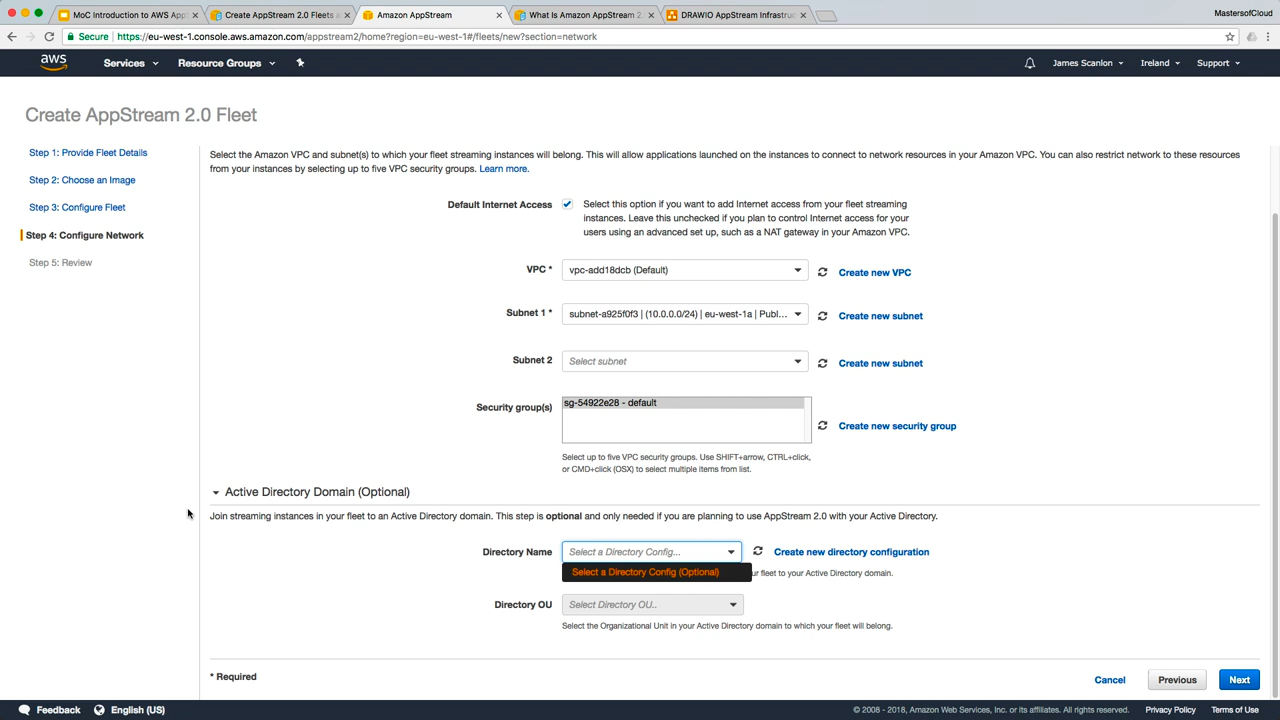 MoC Introduction to AWS App
Create AppStream 2.0 Fleets a
Amazon AppStream
What Is Amazon AppStream 2.
DRAWIO AppStream Infrastruc
MastersofCloud
Secure
https://eu-west-1.console.aws.amazon.com/appstream2/home?region=eu-west-1#/fleets/new?section=network
aws
Services
Resource Groups
James Scanlon
Ireland
Support
Create AppStream 2.0 Fleet
Step 1: Provide Fleet Details
Step 2: Choose an Image
Step 3: Configure Fleet
Step 4: Configure Network
Step 5: Review
Select the Amazon VPC and subnet(s) to which your fleet streaming instances will belong. This will allow applications launched on the instances to connect to network resources in your Amazon VPC. You can also restrict network to these resources
from your instances by selecting up to five VPC security groups. Learn more.
Default Internet Access
Select this option if you want to add Internet access from your fleet streaming
instances. Leave this unchecked if you plan to control Internet access for your
users using an advanced set up, such as a NAT gateway in your Amazon VPC.
VPC *
vpc-add18dcb (Default)
Create new VPC
Subnet 1 *
subnet-a925f0f3 | (10.0.0.0/24) | eu-west-1a | Publ...
Create new subnet
Subnet 2
Select subnet
Create new subnet
Security group(s)
sg-54922e28 - default
Create new security group
Select up to five VPC security groups. Use SHIFT+arrow, CTRL+click,
or CMD+click (OSX) to select multiple items from list.
Active Directory Domain (Optional)
Join streaming instances in your fleet to an Active Directory domain. This step is optional and only needed if you are planning to use AppStream 2.0 with your Active Directory.
Directory Name
Select a Directory Config...
Create new directory configuration
Select a Directory Config (Optional)
ur fleet to your Active Directory domain.
Directory OU
Select Directory OU..
Select the Organizational Unit in your Active Directory domain to which your fleet will belong.
* Required
Cancel
Previous
Next
Feedback
English (US)
© 2008 - 2018, Amazon Web Services, Inc. or its affiliates. All rights reserved.
Privacy Policy
Terms of Use